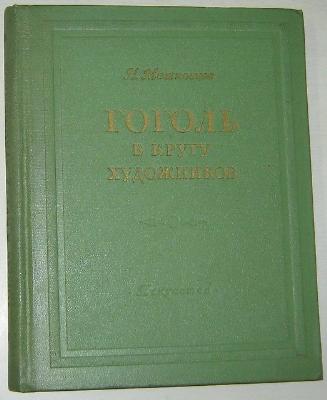 Н. Машковцев
ГОГОЛЬ
В КРУГУ
ХУДОЖНИКОВ
Искусство